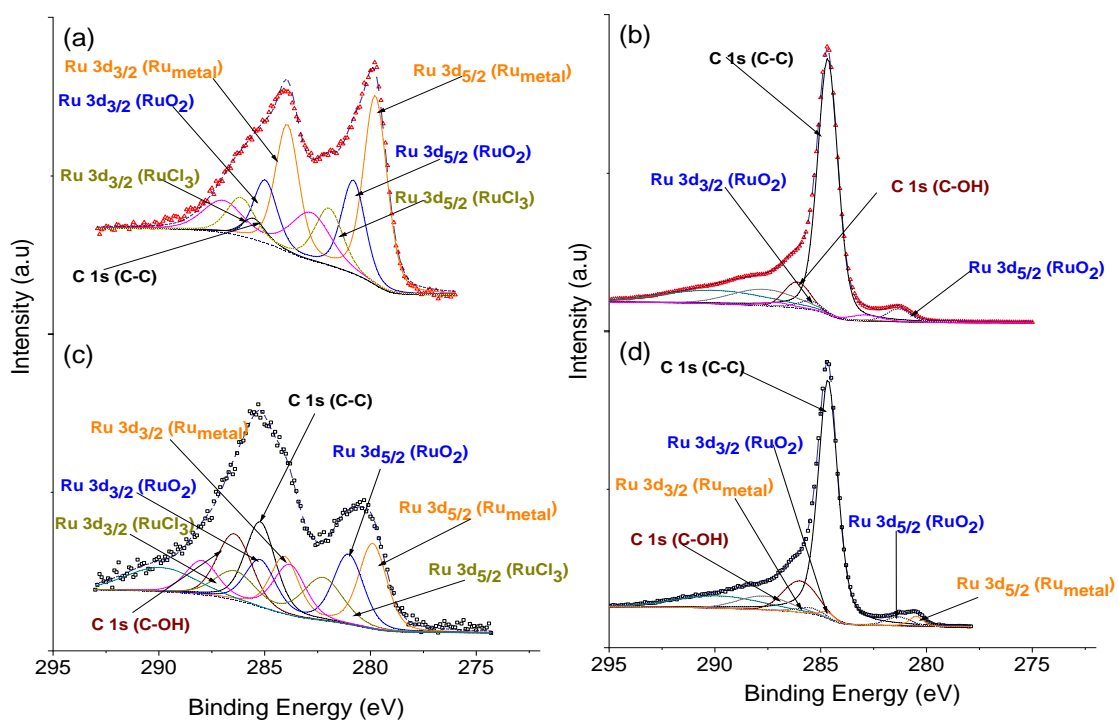 (a)
Ru 3d3/2 (Rumetal)
Ru 3d5/2 (Rumetal)
Ru 3d3/2 (RuO2)
Ru 3d5/2 (RuO2)
Ru 3d3/2 (RuCl3)
Ru 3d5/2 (RuCl3)
C 1s (C-C)
Intensity (a.u)
(b)
C 1s (C-C)
Ru 3d3/2 (RuO2)
C 1s (C-OH)
Ru 3d5/2 (RuO2)
Intensity (a.u)
(c)
C 1s (C-C)
Ru 3d3/2 (Rumetal)
Ru 3d5/2 (RuO2)
Ru 3d3/2 (RuO2)
Ru 3d5/2 (Rumetal)
Ru 3d3/2 (RuCl3)
Ru 3d5/2 (RuCl3)
C 1s (C-OH)
295 290 285 280 275
Binding Energy (eV)
(d)
C 1s (C-C)
Ru 3d3/2 (RuO2)
Ru 3d3/2 (Rumetal)
Ru 3d5/2 (RuO2)
C 1s (C-OH)
Ru 3d5/2 (Rumetal)
295 290 285 280 275
Binding Energy (eV)